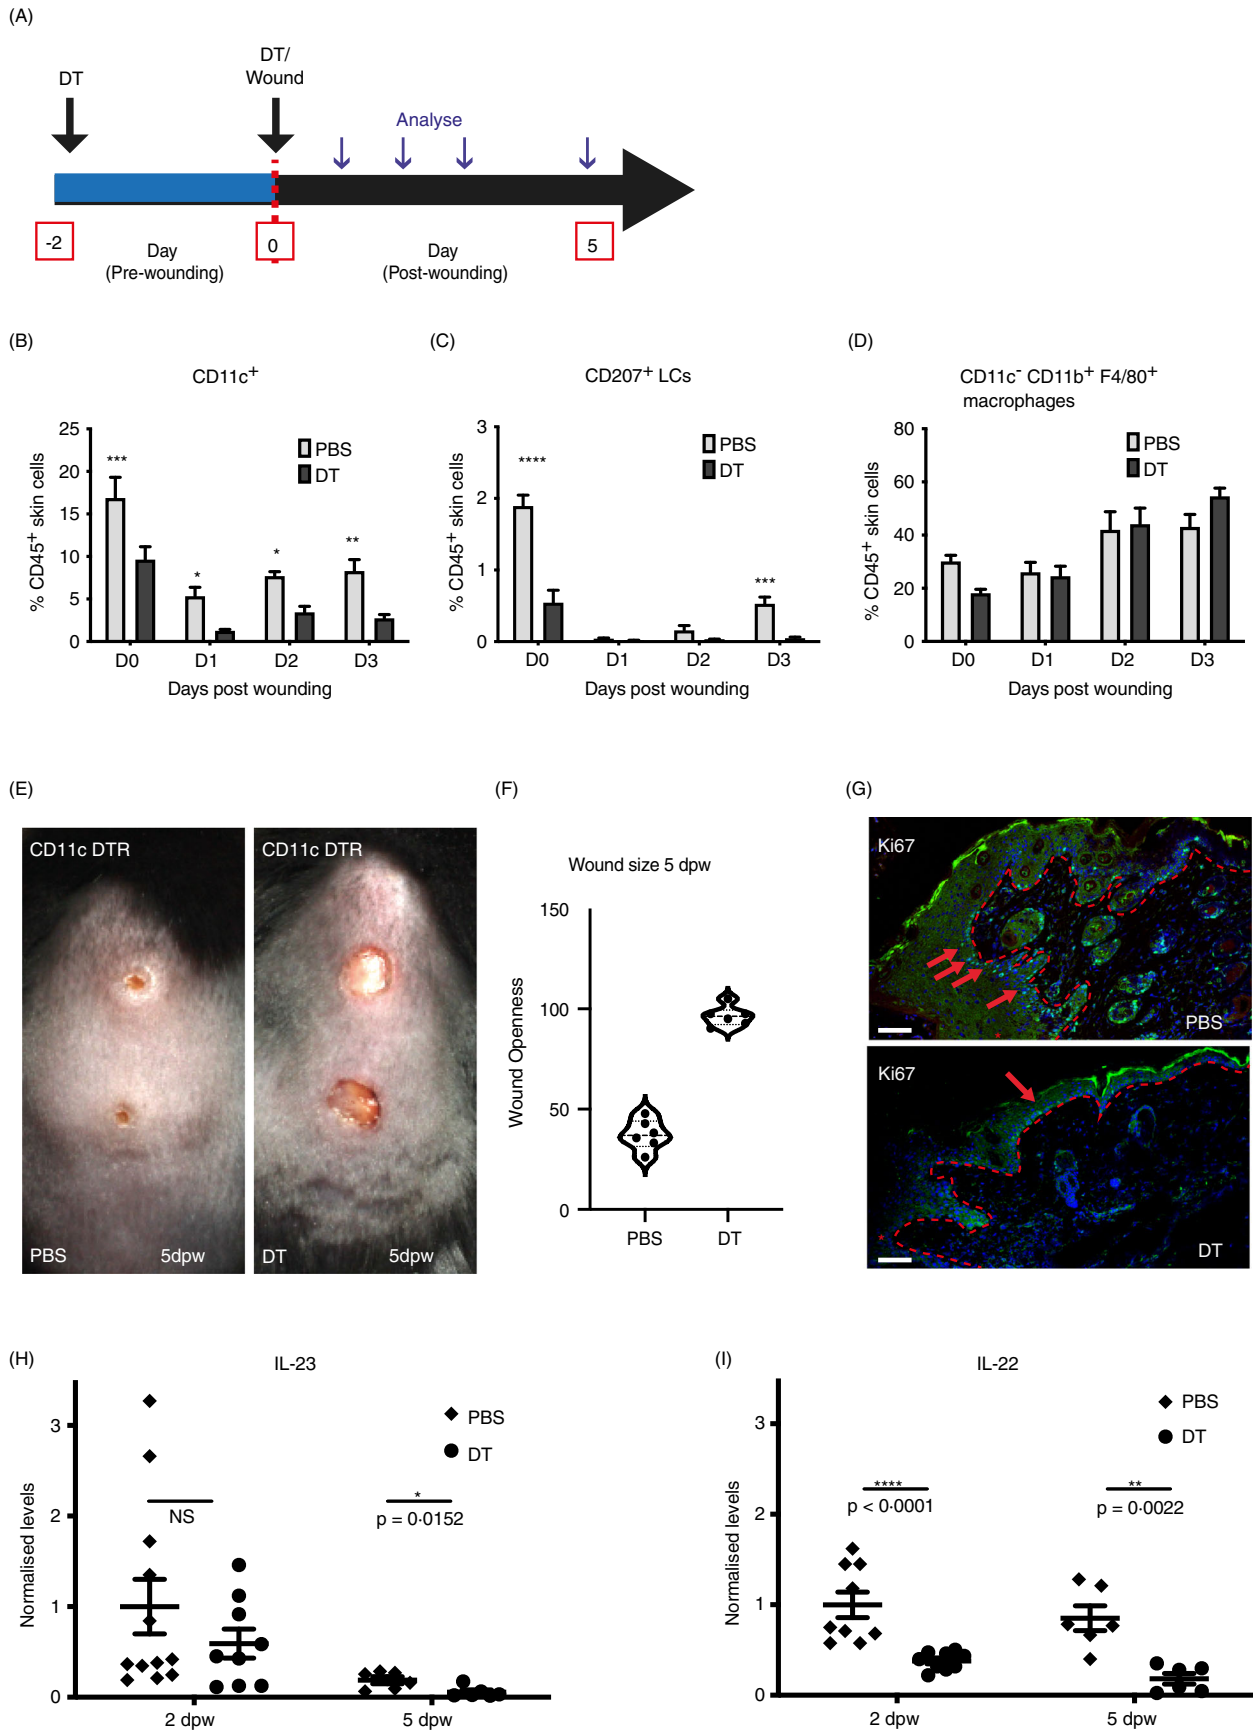 (A)
DT
DT/
Wound
Analyse
-2
0
5
Day
(Pre-wounding)
Day
(Post-wounding)
(B)
CD11c+
25
20
15
10
5
0
% CD45+ skin cells
***
*
*
**
PBS
DT
D0 D1 D2 D3
Days post wounding
(C)
CD207+ LCs
3
2
1
0
% CD45+ skin cells
****
***
PBS
DT
D0 D1 D2 D3
Days post wounding
(D)
CD11c- CD11b+ F4/80+
macrophages
80
60
40
20
0
% CD45+ skin cells
PBS
DT
D0 D1 D2 D3
Days post wounding
(E)
CD11c DTR
PBS 5dpw
CD11c DTR
DT 5dpw
(F)
Wound size 5 dpw
150
100
50
0
Wound Openness
PBS DT
(G)
Ki67
PBS
Ki67
*
DT
(H)
IL-23
3
2
1
0
Normalised levels
PBS
DT
NS
*
p = 0·0152
2 dpw 5 dpw
(I)
IL-22
3
2
1
0
Normalised levels
PBS
DT
****
p < 0·0001
**
p = 0·0022
2 dpw 5 dpw